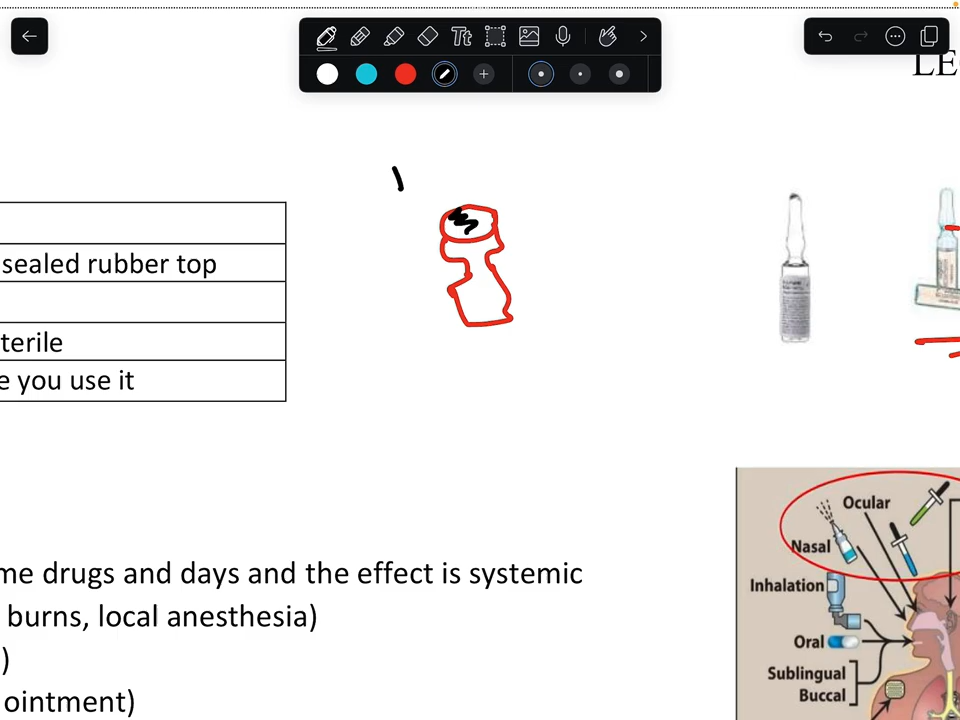 Tt
LE
sealed rubber top
terile
e you use it
me drugs and days and the effect is systemic
burns, local anesthesia)
)
ointment)
Ocular
Nasal
Inhalation
Oral
Sublingual
Buccal